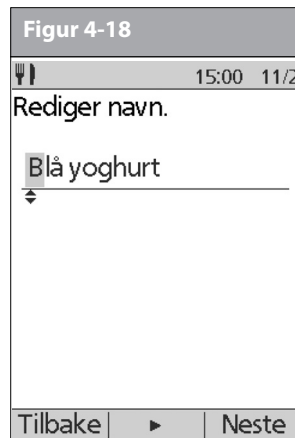 Figur 4-18
15:00 11/2
Rediger navn.
Blå yoghurt
Tilbake ► Neste